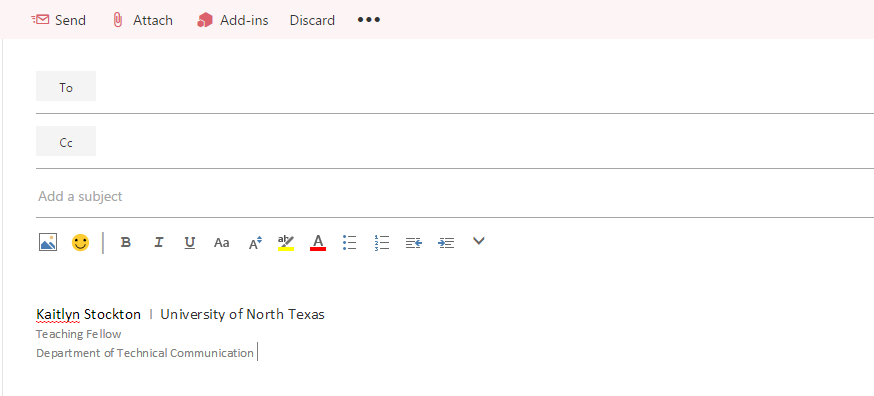 Send Attach Add-ins Discard •••
To
Cc
Add a subject
B I U Aa A ab A
Kaitlyn Stockton | University of North Texas
Teaching Fellow
Department of Technical Communication